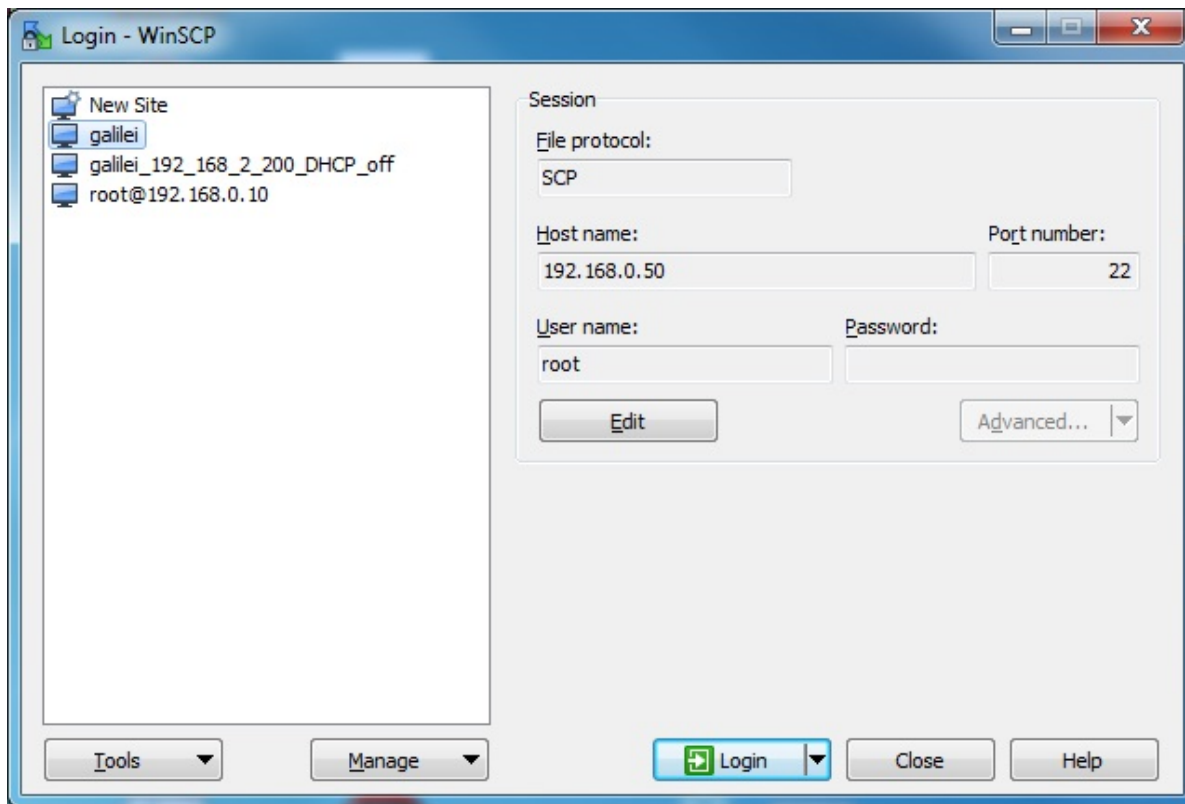 Login - WinSCP
New Site
galilei
galilei_192_168_2_200_DHCP_off
root@192.168.0.10
Session
File protocol:
SCP
Host name: Port number:
192.168.0.50 22
User name: Password:
root
Edit Advanced...
Tools Manage Login Close Help